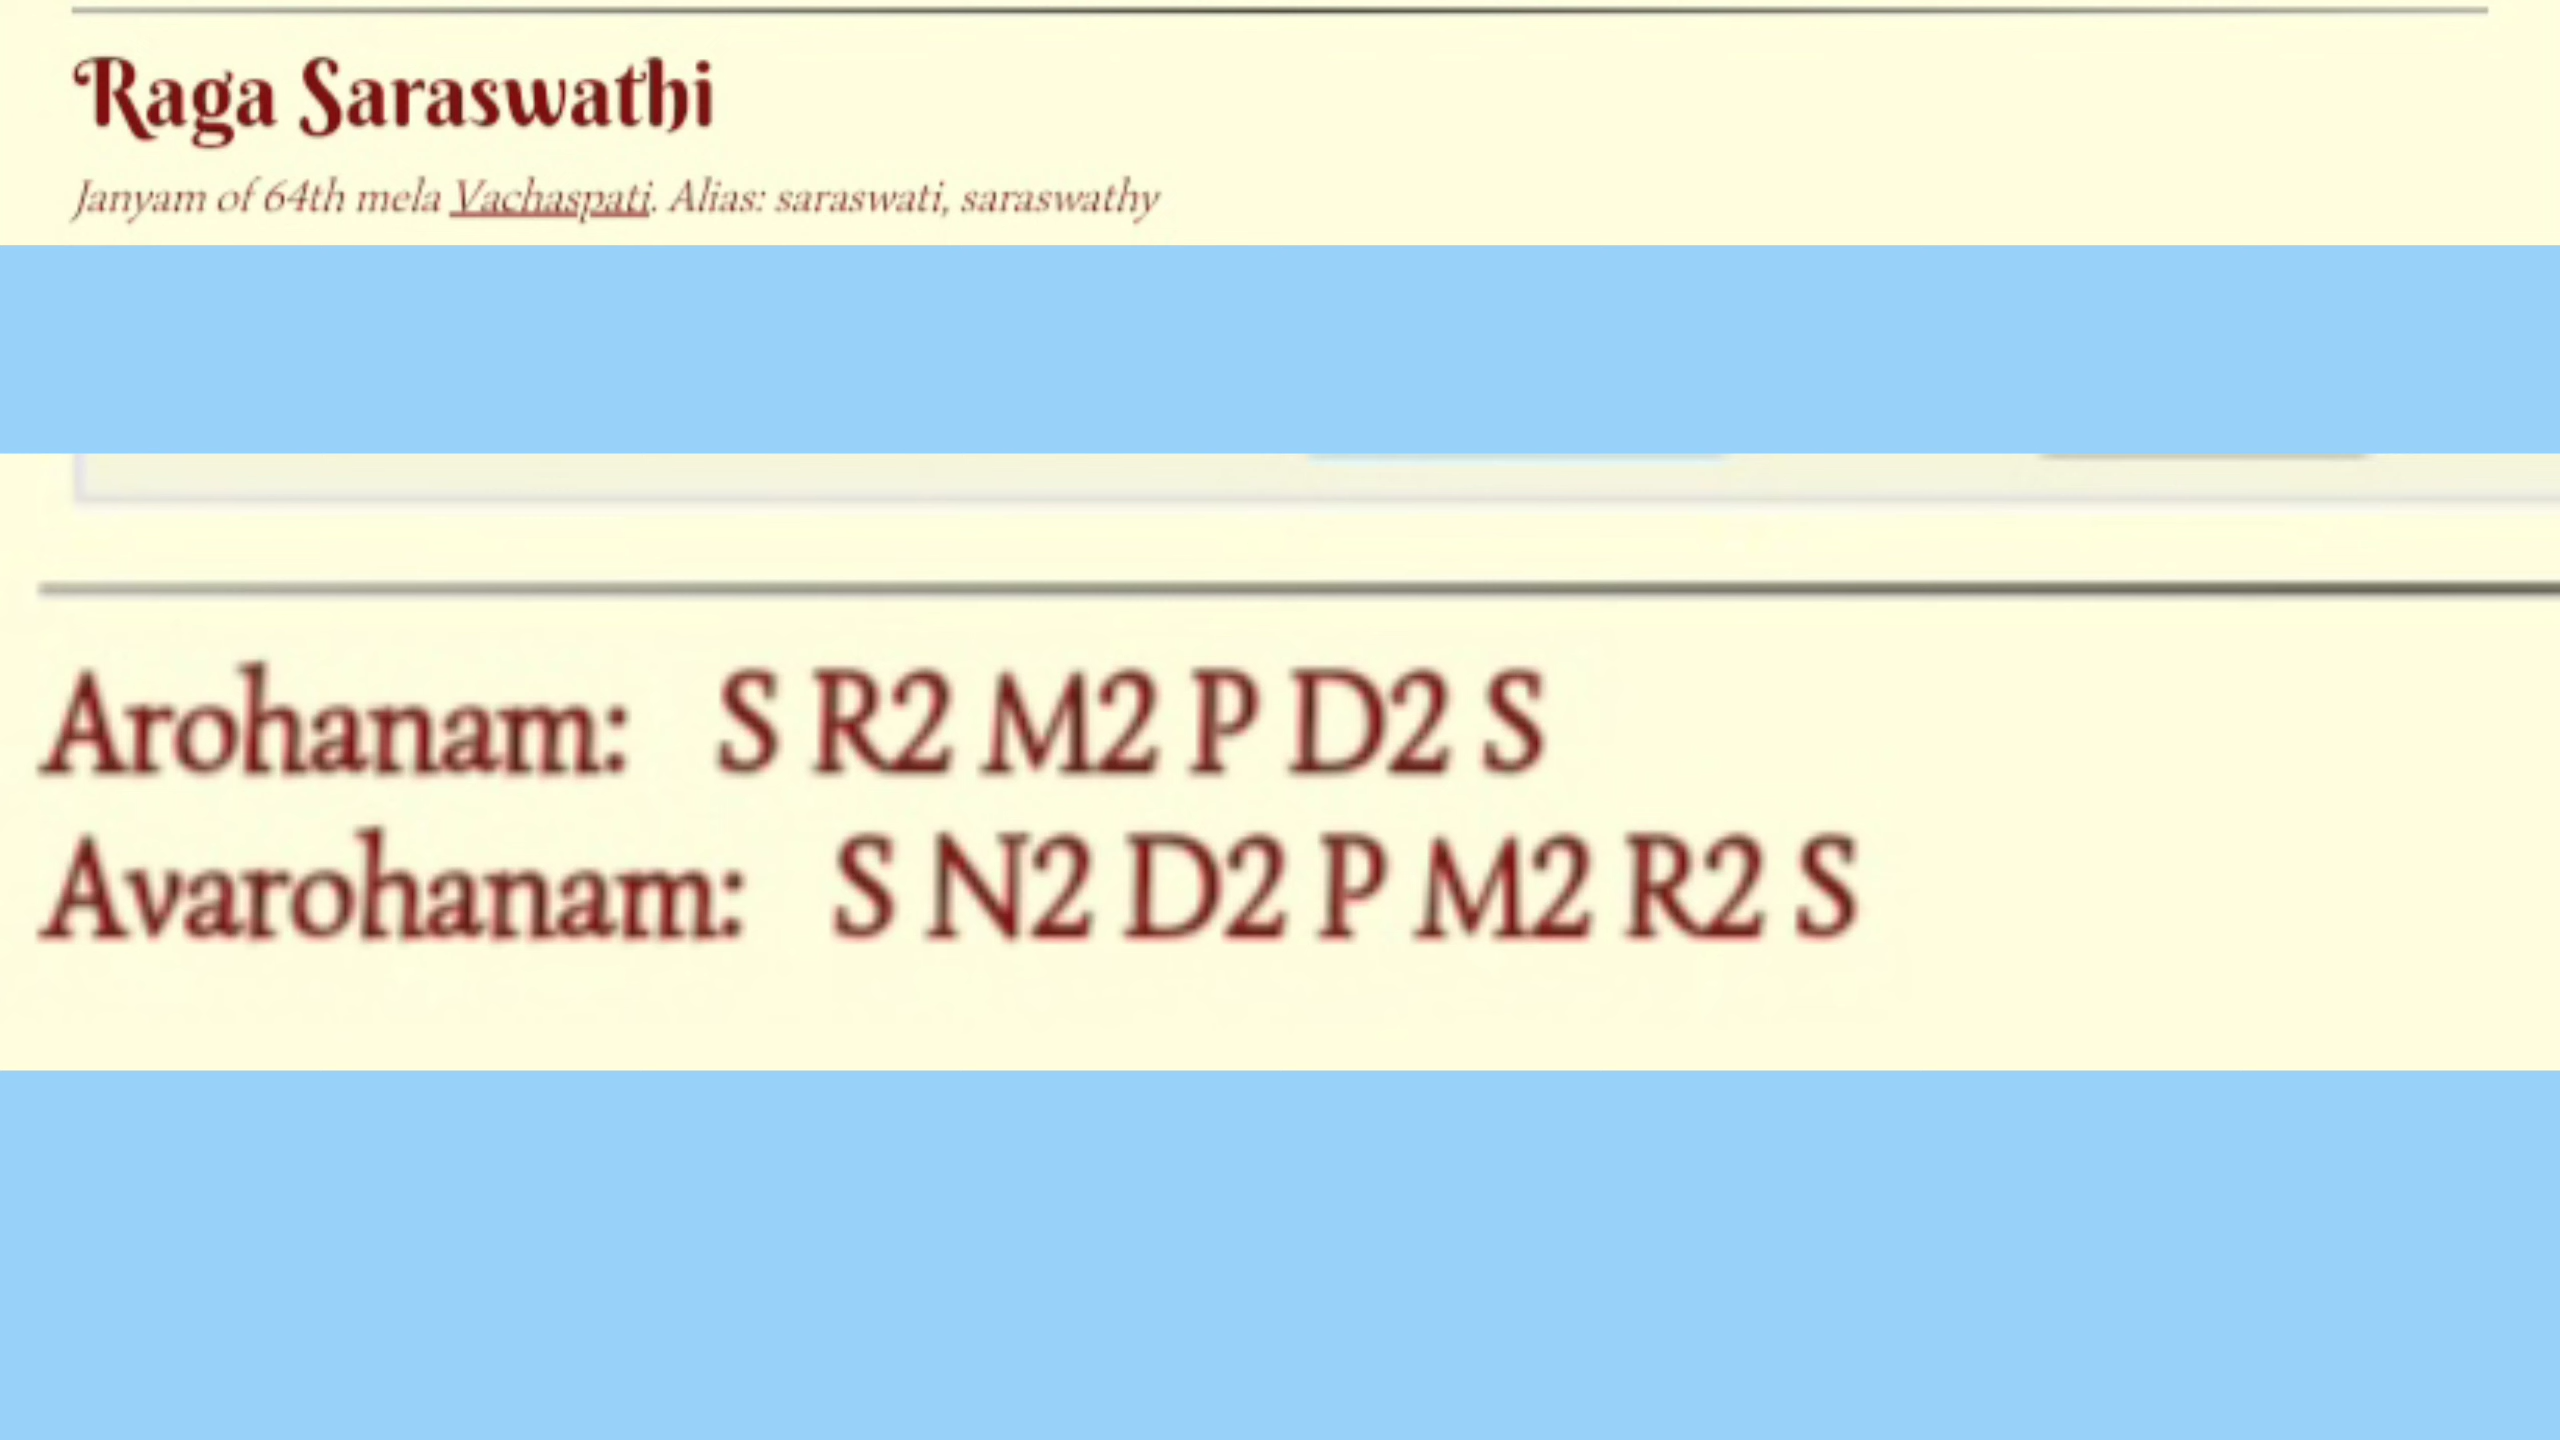 Raga Saraswathi
Janyam of 64th mela Vachaspati. Alias: saraswati, saraswathy
Arohanam: S R2 M2 P D2 S
Avarohanam: S N2 D2 P M2 R2 S